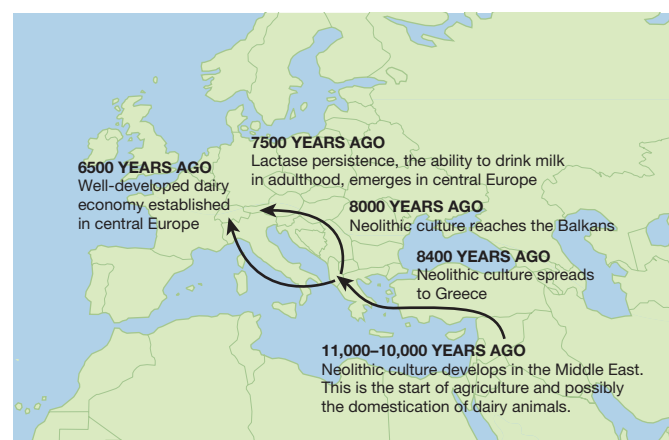 7500 YEARS AGO
Lactase persistence, the ability to drink milk
in adulthood, emerges in central Europe
6500 YEARS AGO
Well-developed dairy
economy established
in central Europe
8000 YEARS AGO
Neolithic culture reaches the Balkans
8400 YEARS AGO
Neolithic culture spreads
to Greece
11,000–10,000 YEARS AGO
Neolithic culture develops in the Middle East.
This is the start of agriculture and possibly
the domestication of dairy animals.